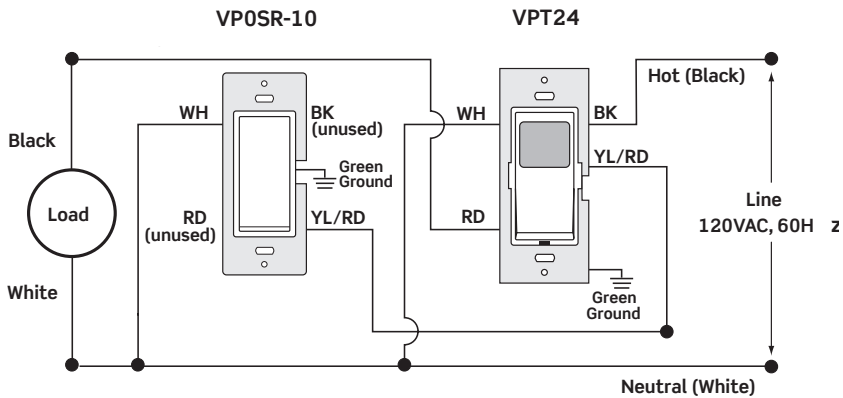 VP0SR-10
VPT24
Hot (Black)
WH
BK
(unused)
WH
BK
Black
YL/RD
Green
Ground
Load
Line
120VAC, 60H z
RD
(unused)
YL/RD
RD
White
Green
Ground
Neutral (White)